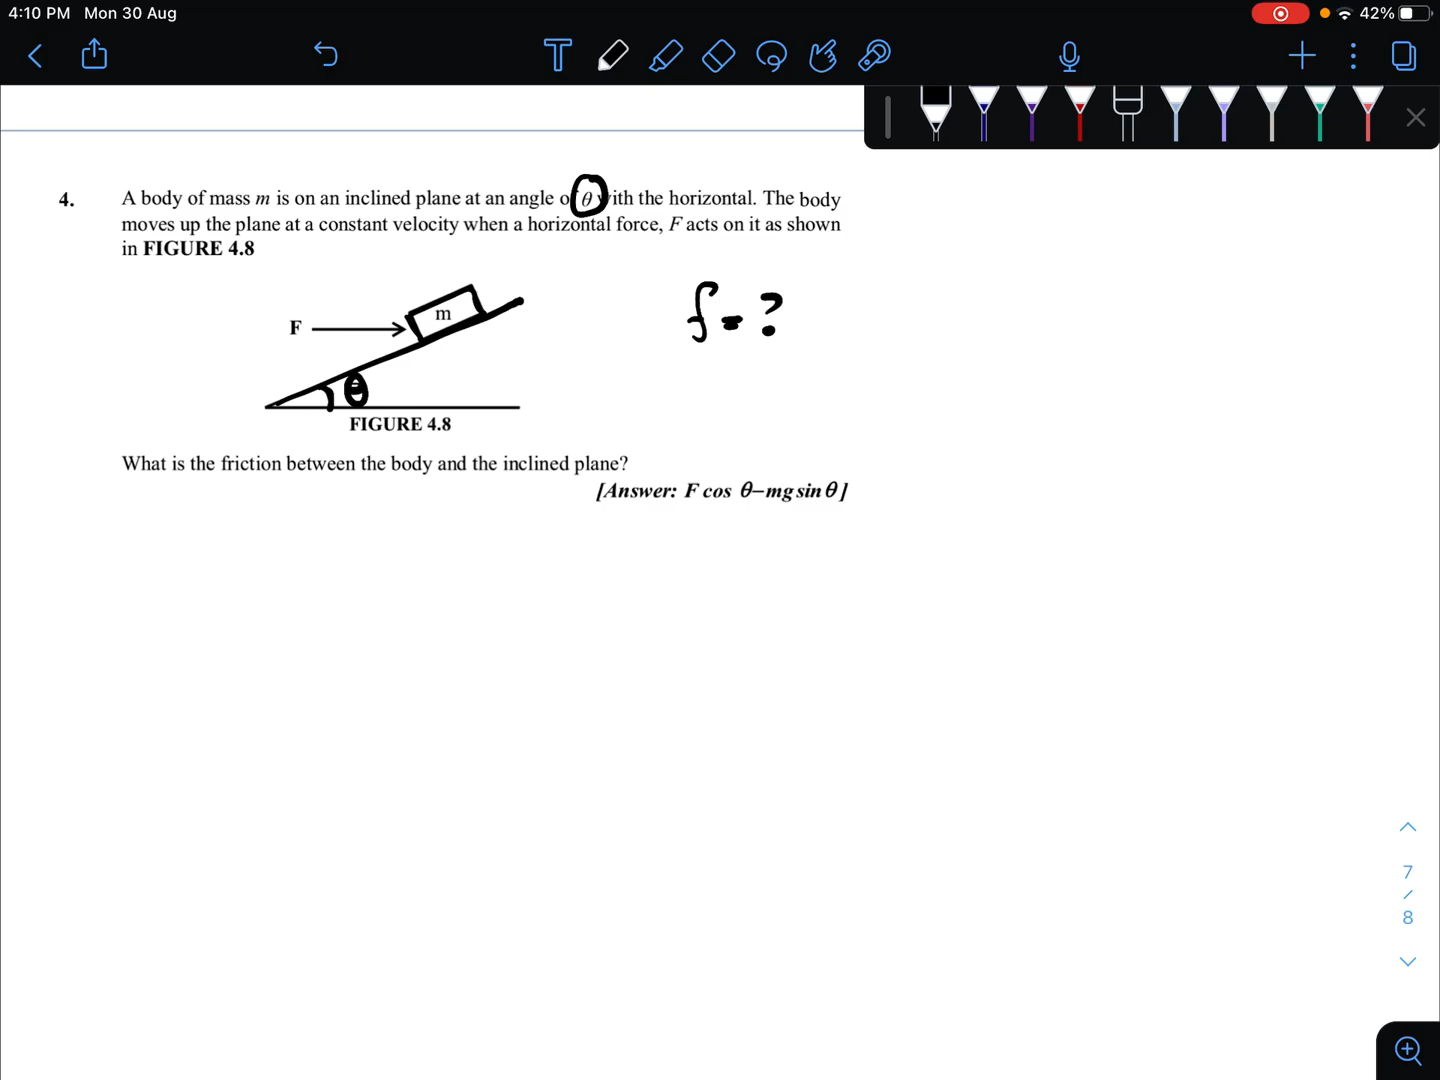 4:10 PM Mon 30 Aug
42%
4. A body of mass m is on an inclined plane at an angle of θ with the horizontal. The body
moves up the plane at a constant velocity when a horizontal force, F acts on it as shown
in FIGURE 4.8
f = ?
m
F
θ
FIGURE 4.8
What is the friction between the body and the inclined plane?
[Answer: F cos θ–mg sin θ]
7
/
8